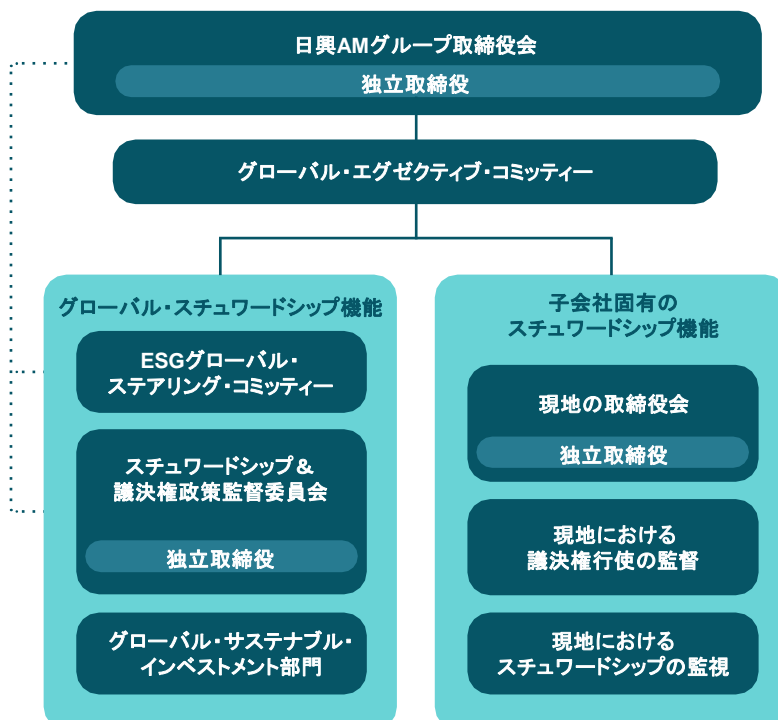 日興AMグループ取締役会
独立取締役
グローバル・エグゼクティブ・コミッティー
グローバル・スチュワードシップ機能
ESGグローバル・
ステアリング・コミッティー
スチュワードシップ＆
議決権政策監督委員会
独立取締役
グローバル・サステナブル・
インベストメント部門
子会社固有の
スチュワードシップ機能
現地の取締役会
独立取締役
現地における
議決権行使の監督
現地における
スチュワードシップの監視